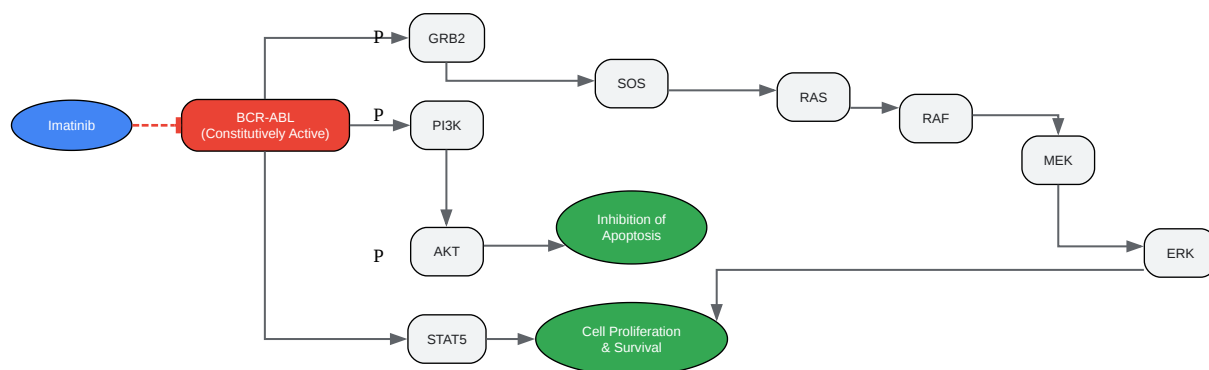 P
GRB2
SOS
RAS
RAF
Imatinib
BCR-ABL
(Constitutively Active)
P
PI3K
MEK
Inhibition of
Apoptosis
P
AKT
ERK
STAT5
Cell Proliferation
& Survival